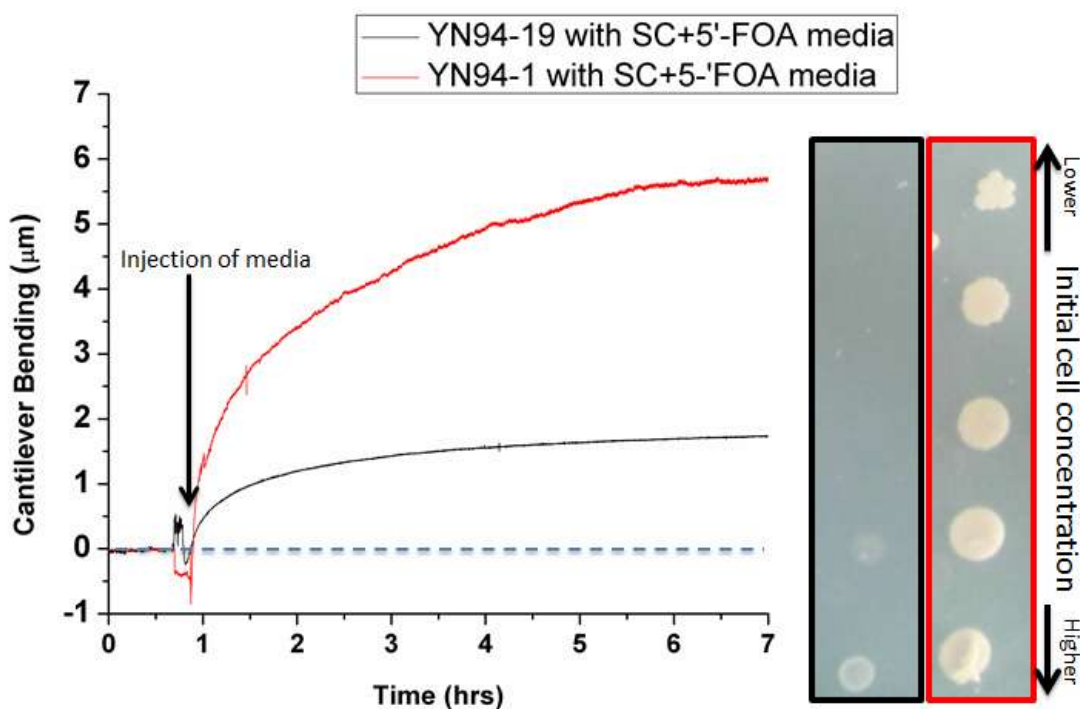 YN94-19 with SC+5'-FOA media
YN94-1 with SC+5-'FOA media
7
6
5
4
3
2
1
0
-1
Cantilever Bending (μm)
Injection of media
0
1
2
3
4
5
6
7
Time (hrs)
Lower
Initial cell concentration
Higher